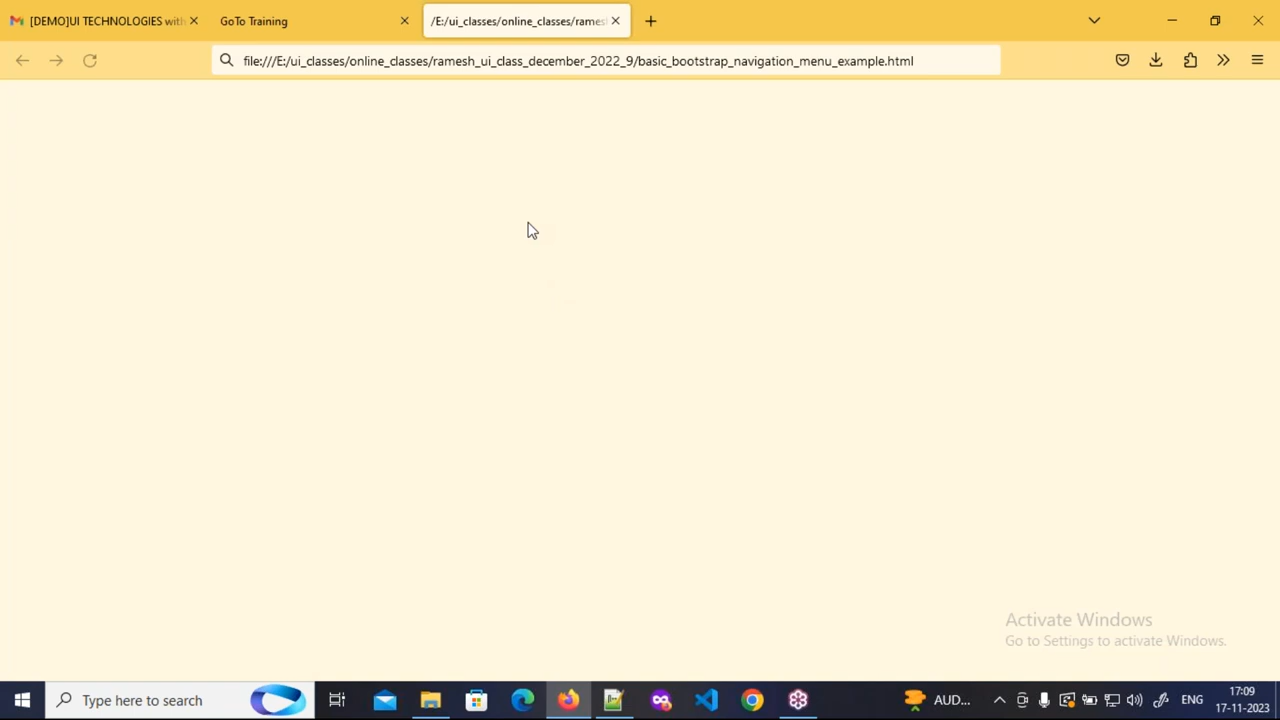 [DEMO]UI TECHNOLOGIES with
GoTo Training
/E:/ui_classes/online_classes/rames
file:///E:/ui_classes/online_classes/ramesh_ui_class_december_2022_9/basic_bootstrap_navigation_menu_example.html
Activate Windows
Go to Settings to activate Windows.
Type here to search
AUD...
ENG
17:09
17-11-2023